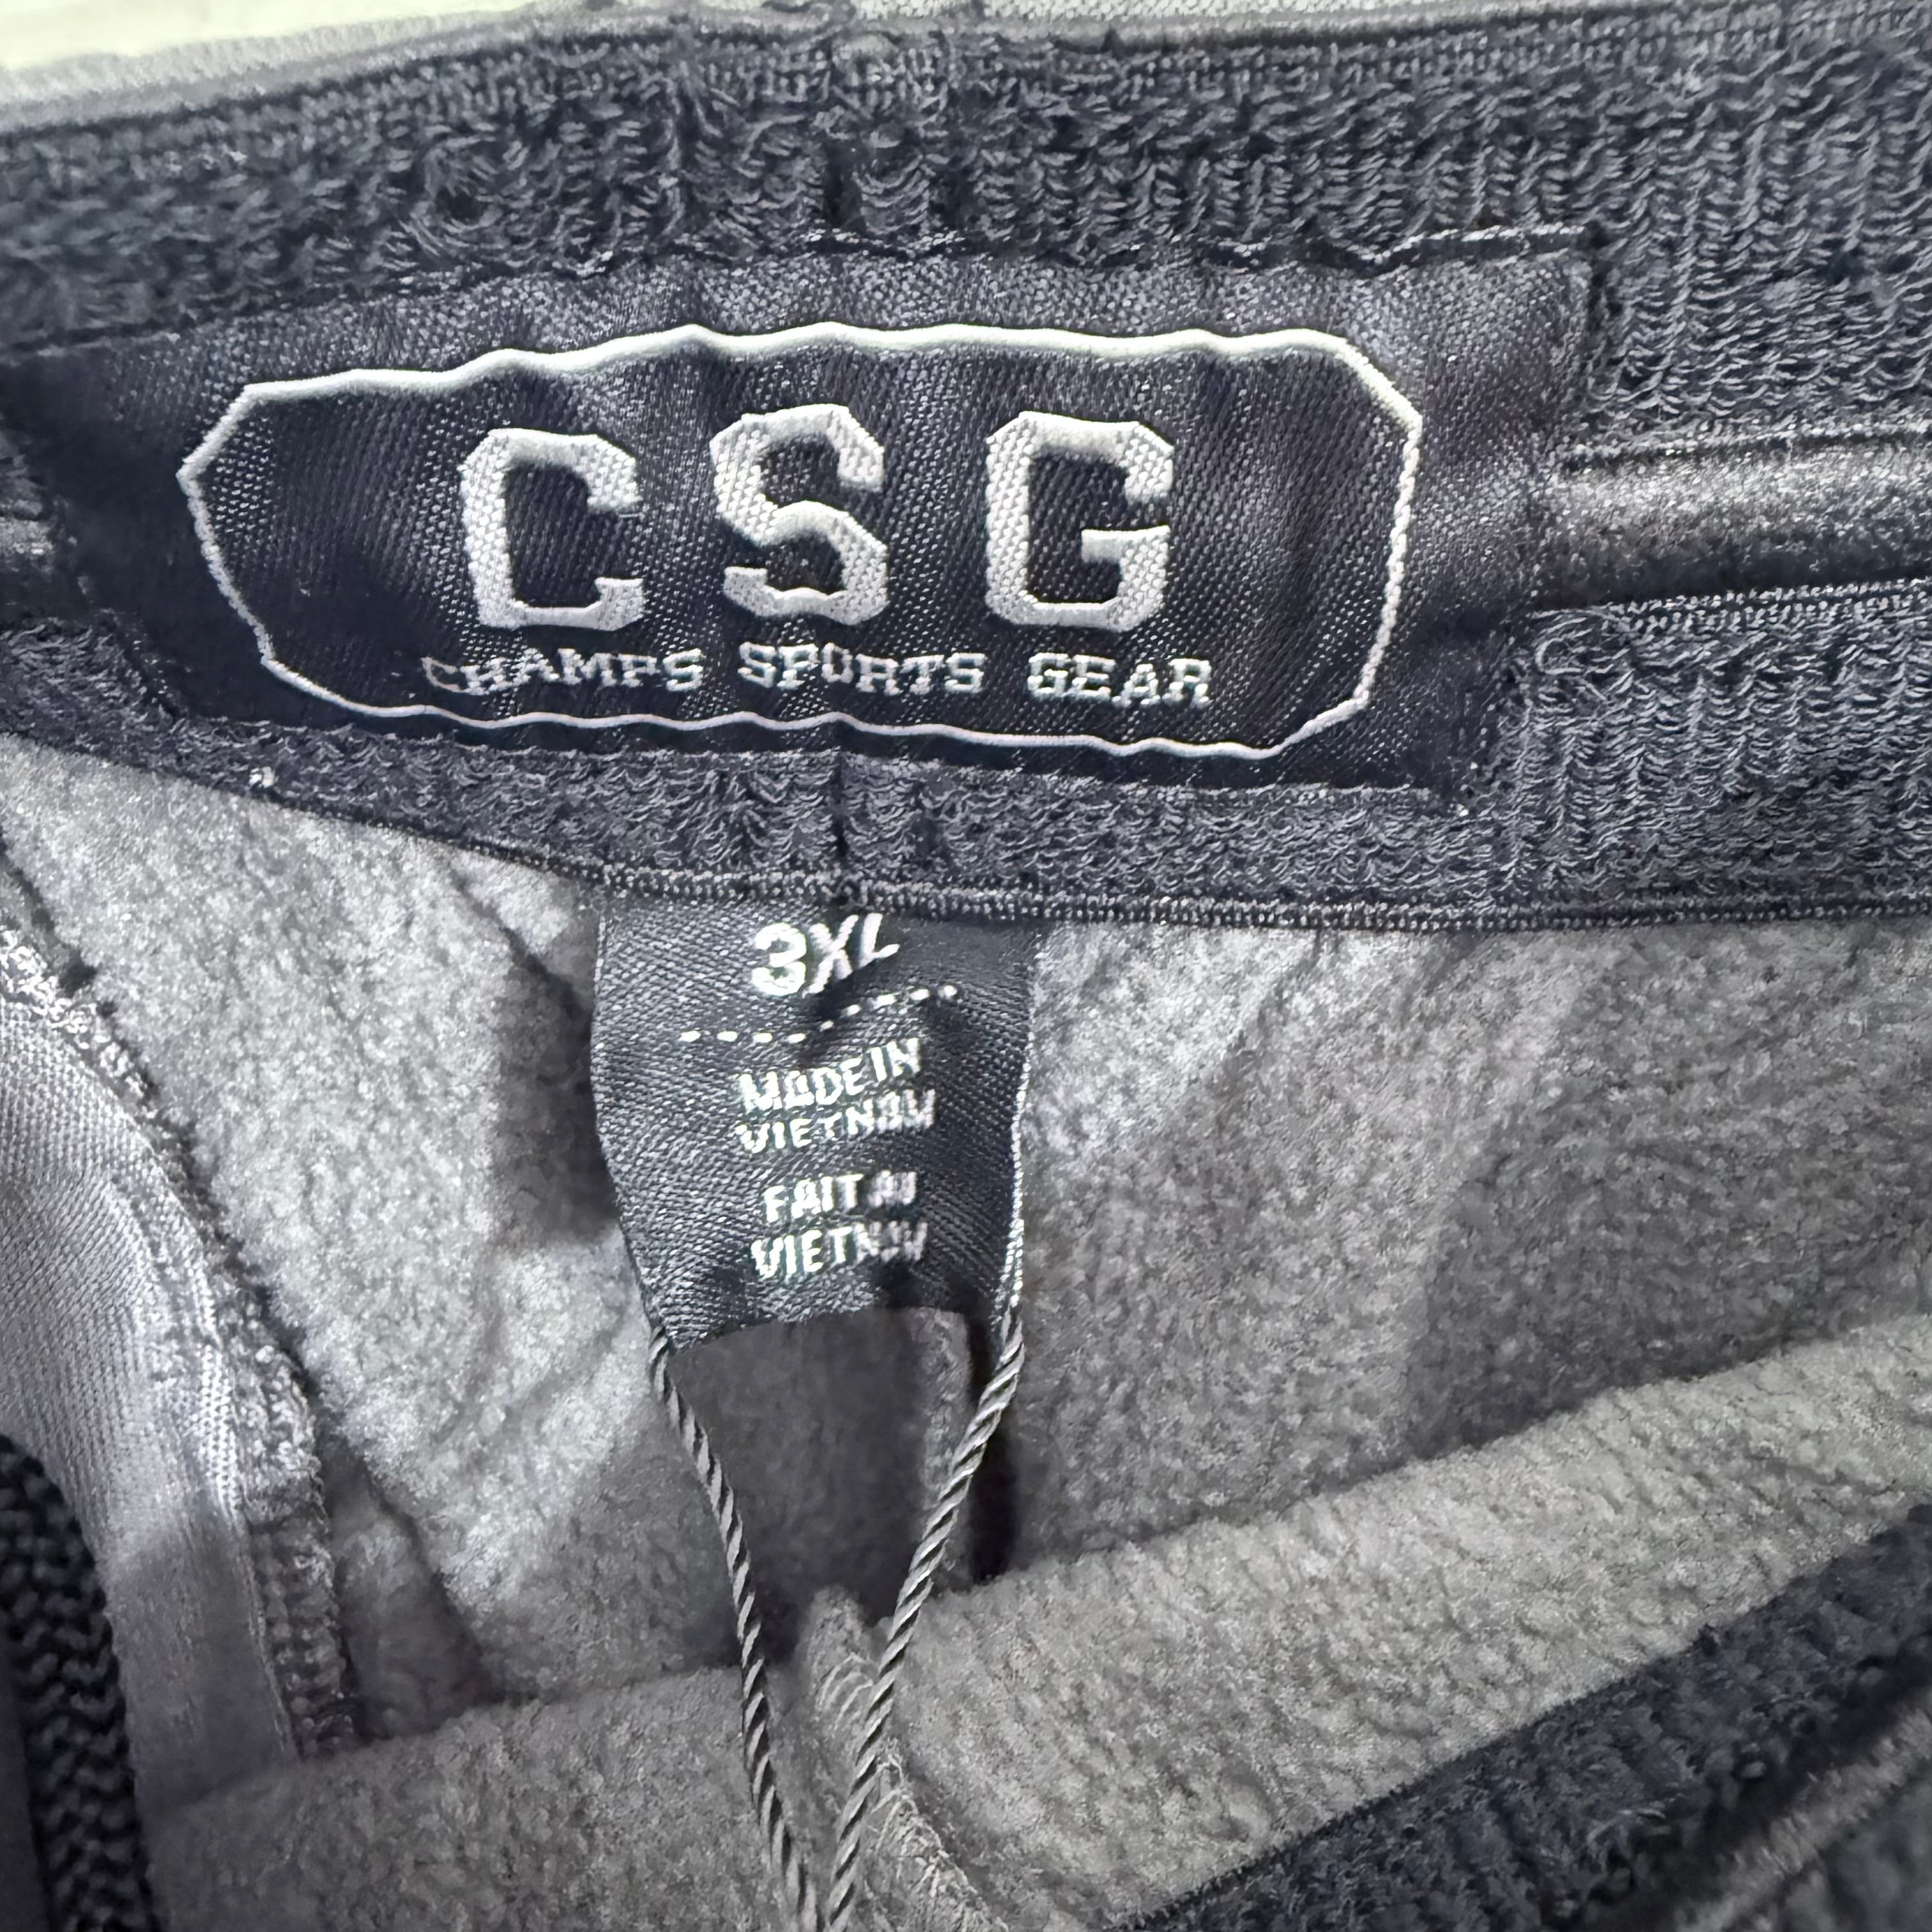 CSG
CHAMPS SPORTS GEAR
3XL
MADE IN
VIETNAM
FAIT AU
VIETNAM